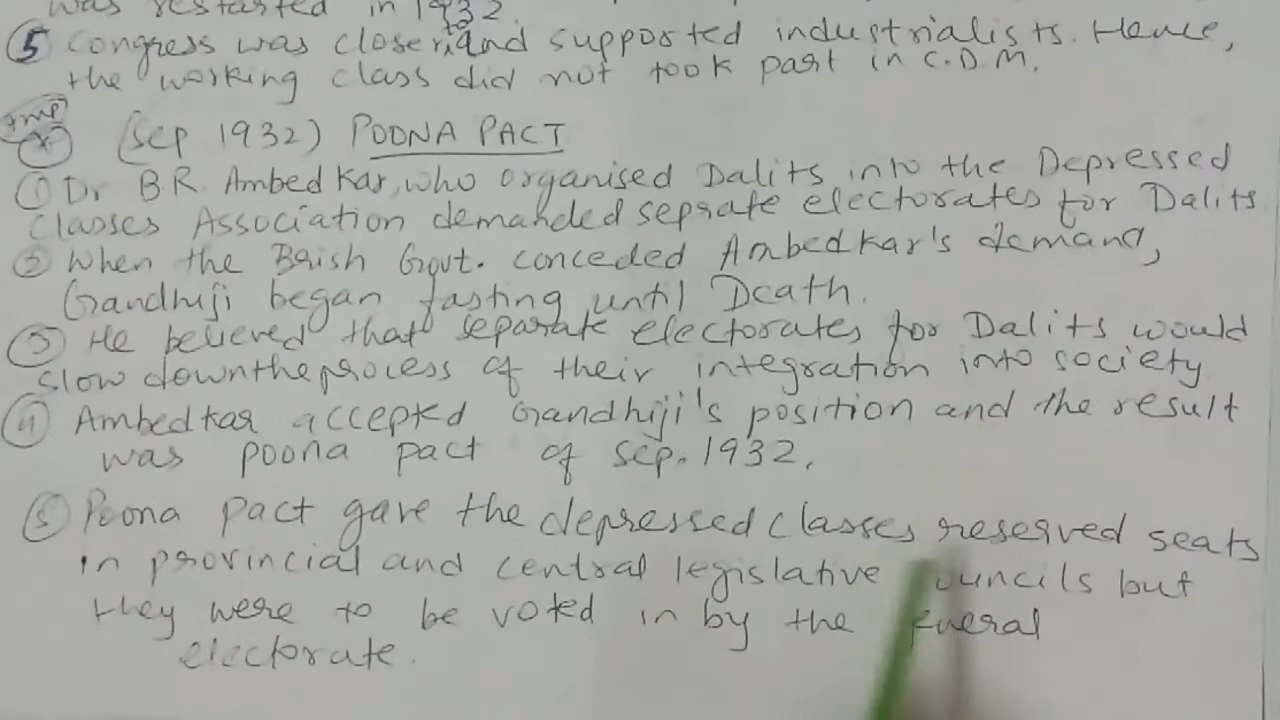 was restarted in 1932.
⑤ Congress was closer to and supported industrialists. Hence,
the working class did not took part in C.D.M.
Imp
* (Sep 1932) POONA PACT
① Dr B.R. Ambedkar, who organised Dalits into the Depressed
Classes Association demanded seprate electorates for Dalits
② When the Brish Govt. conceded Ambedkar's demand,
Gandhiji began fasting until Death.
③ He believed that separate electorates for Dalits would
slow down the process of their integration into society
④ Ambedkar accepted Gandhiji's position and the result
was poona pact of Sep. 1932.
⑤ Poona Pact gave the depressed classes reserved seats
in provincial and central legislative councils but
they were to be voted in by the
electorate.